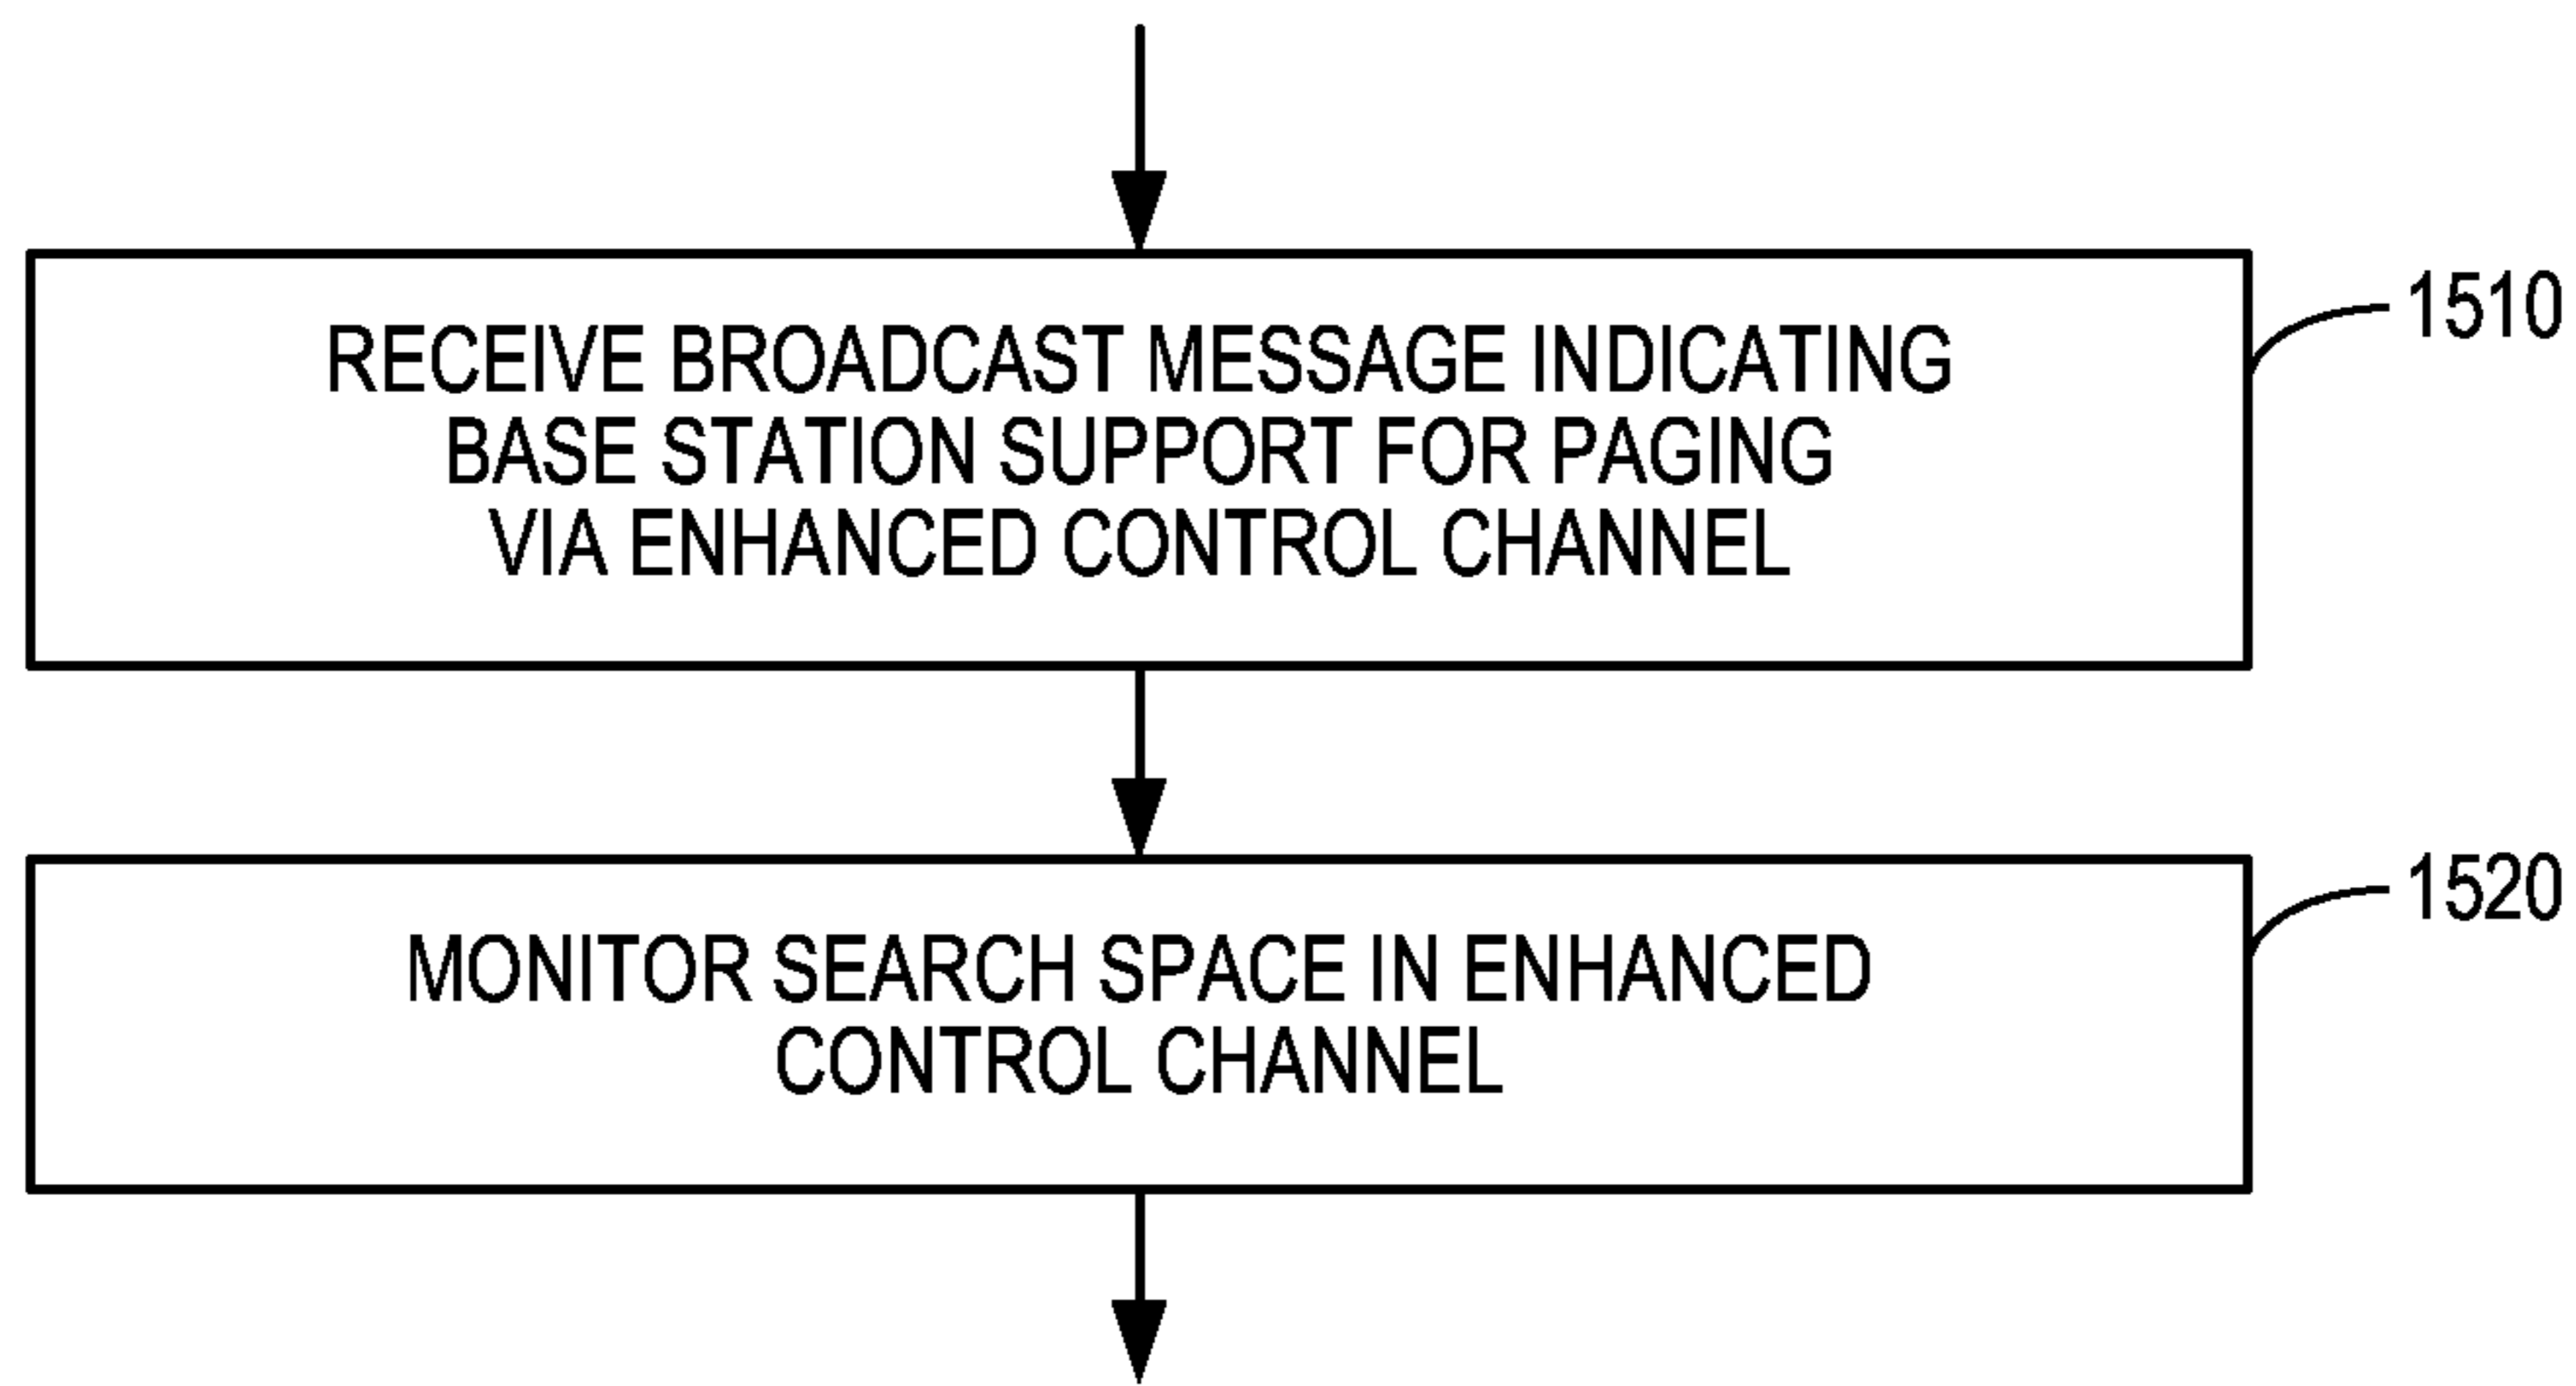 RECEIVE BROADCAST MESSAGE INDICATING
BASE STATION SUPPORT FOR PAGING
VIA ENHANCED CONTROL CHANNEL
1510
MONITOR SEARCH SPACE IN ENHANCED
CONTROL CHANNEL
1520